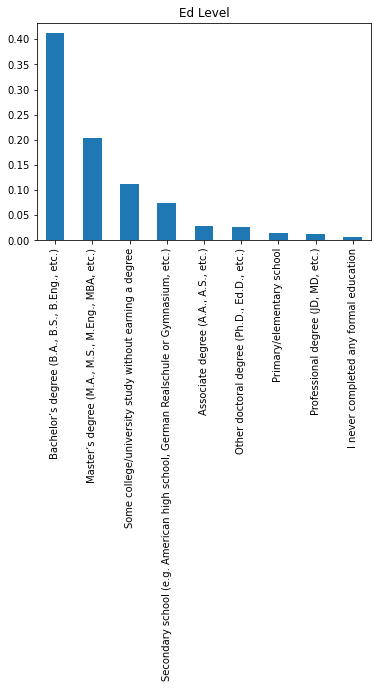 Ed Level
0.40
0.35
0.30
0.25
0.20
0.15
0.10
0.05
0.00
Bachelor’s degree (B.A., B.S., B.Eng., etc.)
Master’s degree (M.A., M.S., M.Eng., MBA, etc.)
Some college/university study without earning a degree
Secondary school (e.g. American high school, German Realschule or Gymnasium, etc.)
Associate degree (A.A., A.S., etc.)
Other doctoral degree (Ph.D., Ed.D., etc.)
Primary/elementary school
Professional degree (JD, MD, etc.)
I never completed any formal education